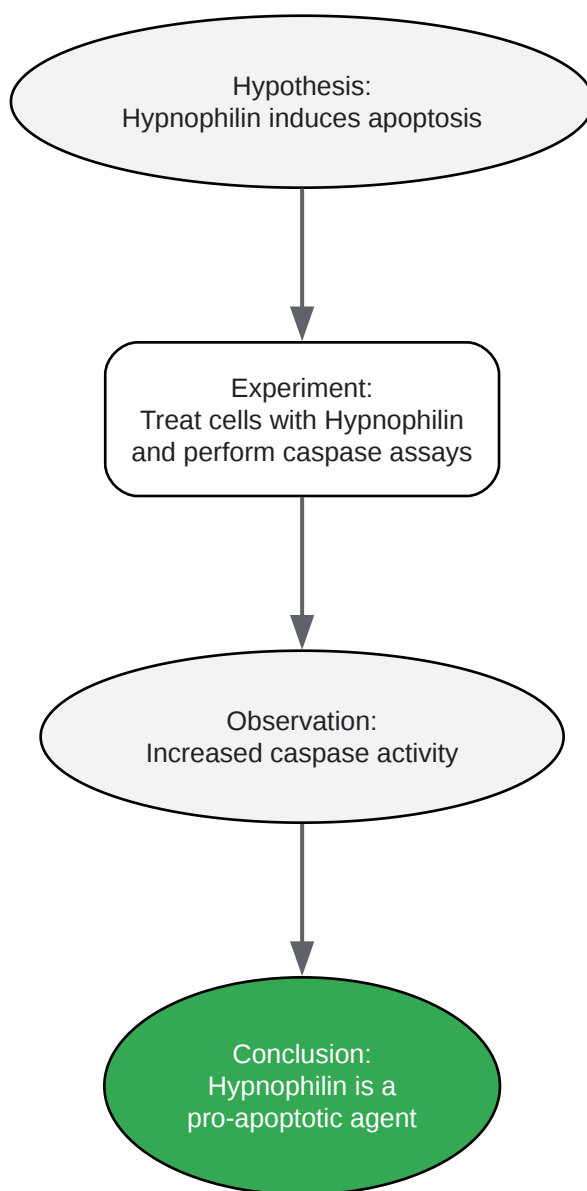 Hypothesis:
Hypnophilin induces apoptosis
Experiment:
Treat cells with Hypnophilin
and perform caspase assays
Observation:
Increased caspase activity
Conclusion:
Hypnophilin is a
pro-apoptotic agent